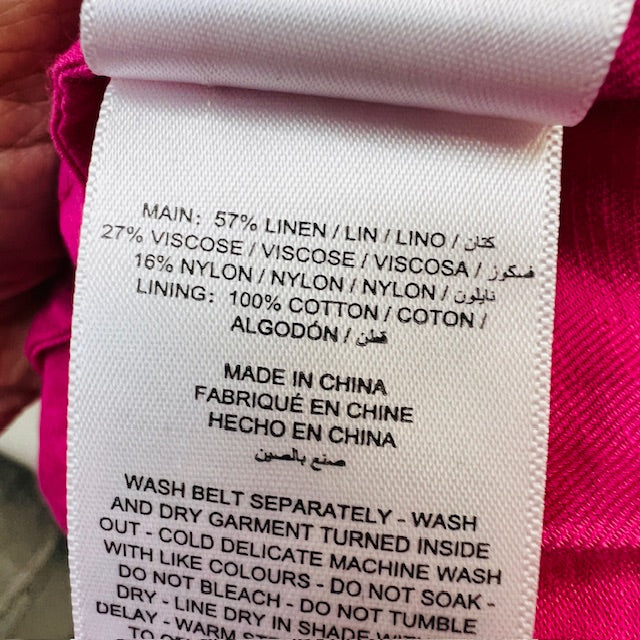 MAIN: 57% LINEN / LIN / LINO / كتان
27% VISCOSE / VISCOSE / VISCOSA / فسكوز
16% NYLON / NYLON / NYLON / نايلون
LINING: 100% COTTON / COTON /
ALGODÓN / قطن
MADE IN CHINA
FABRIQUÉ EN CHINE
HECHO EN CHINA
صنع بالصين
WASH BELT SEPARATELY - WASH
AND DRY GARMENT TURNED INSIDE
OUT - COLD DELICATE MACHINE WASH
WITH LIKE COLOURS - DO NOT SOAK -
DO NOT BLEACH - DO NOT TUMBLE
DRY - LINE DRY IN SHADE WITHOUT
DELAY - WARM
TO